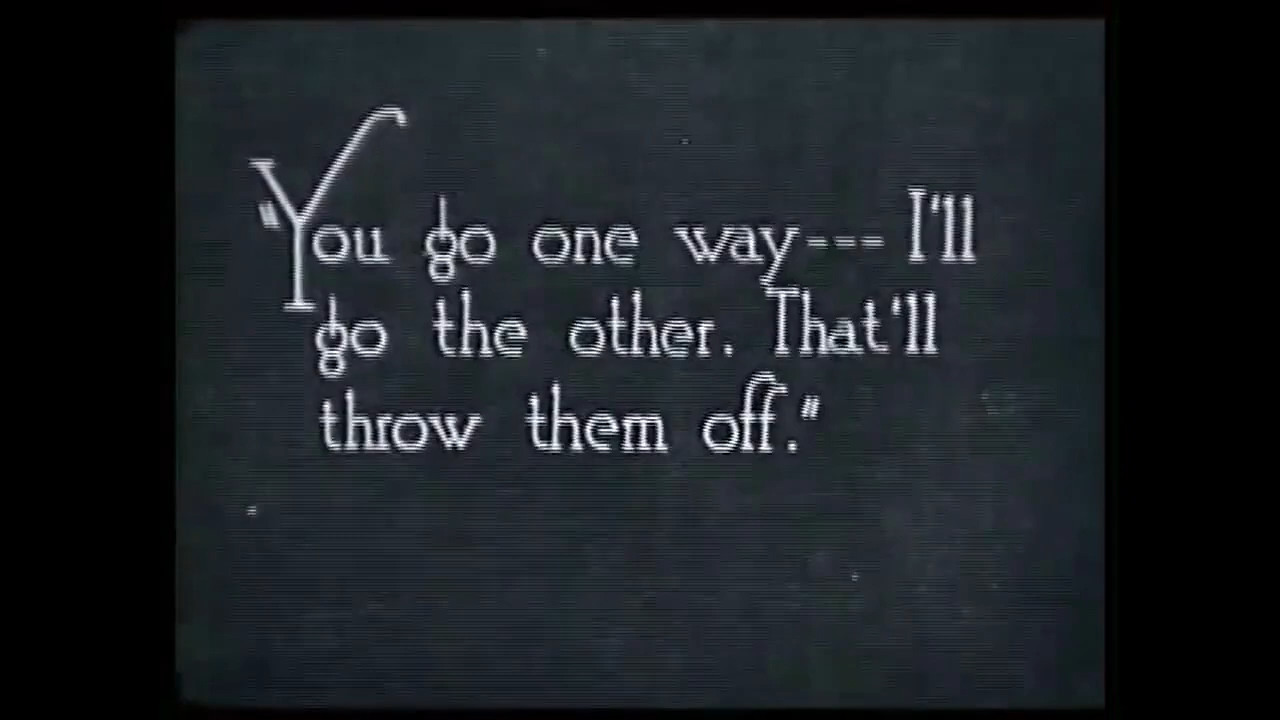 "You go one way--- I'll
go the other. That'll
throw them off."